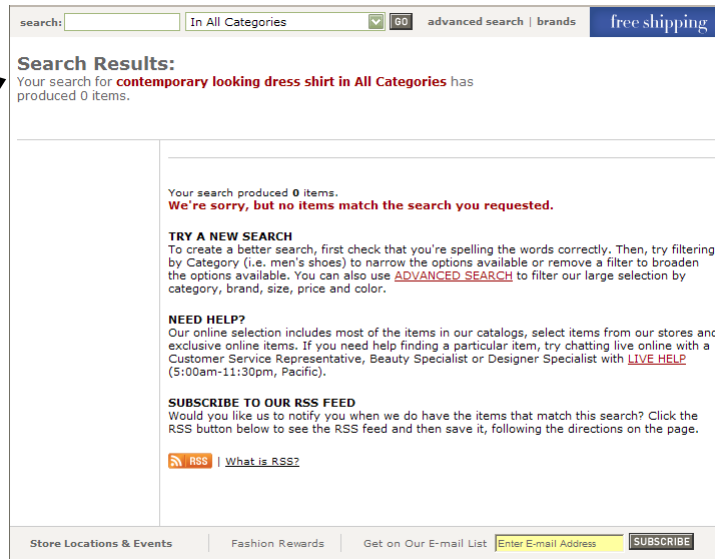 search: In All Categories GO advanced search | brands free shipping
Search Results:
Your search for contemporary looking dress shirt in All Categories has
produced 0 items.
Your search produced 0 items.
We're sorry, but no items match the search you requested.
TRY A NEW SEARCH
To create a better search, first check that you're spelling the words correctly. Then, try filtering
by Category (i.e. men's shoes) to narrow the options available or remove a filter to broaden
the options available. You can also use ADVANCED SEARCH to filter our large selection by
category, brand, size, price and color.
NEED HELP?
Our online selection includes most of the items in our catalogs, select items from our stores and
exclusive online items. If you need help finding a particular item, try chatting live online with a
Customer Service Representative, Beauty Specialist or Designer Specialist with LIVE HELP
(5:00am-11:30pm, Pacific).
SUBSCRIBE TO OUR RSS FEED
Would you like us to notify you when we do have the items that match this search? Click the
RSS button below to see the RSS feed and then save it, following the directions on the page.
RSS | What is RSS?
Store Locations & Events Fashion Rewards Get on Our E-mail List Enter E-mail Address SUBSCRIBE